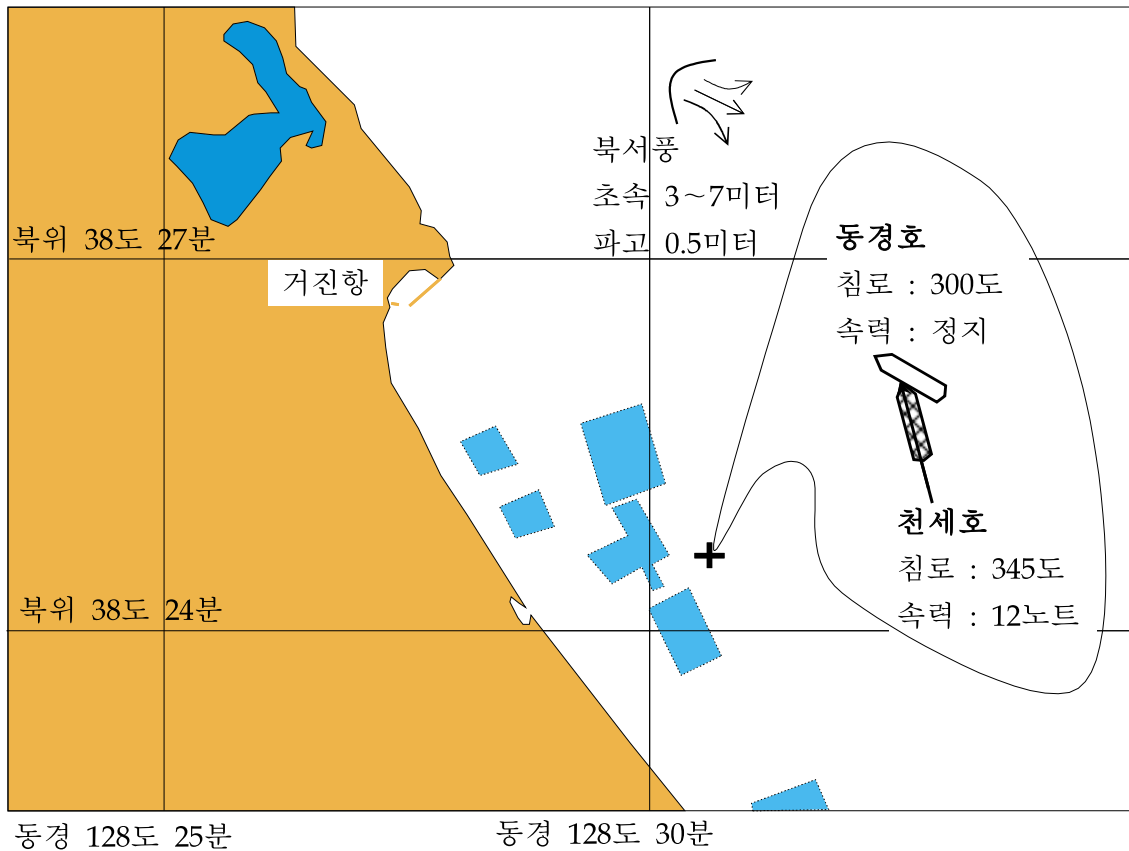 북서풍
초속 3~7미터
파고 0.5미터
북위 38도 27분
거진항
동경호
침로 : 300도
속력 : 정지
천세호
침로 : 345도
속력 : 12노트
북위 38도 24분
동경 128도 25분
동경 128도 30분